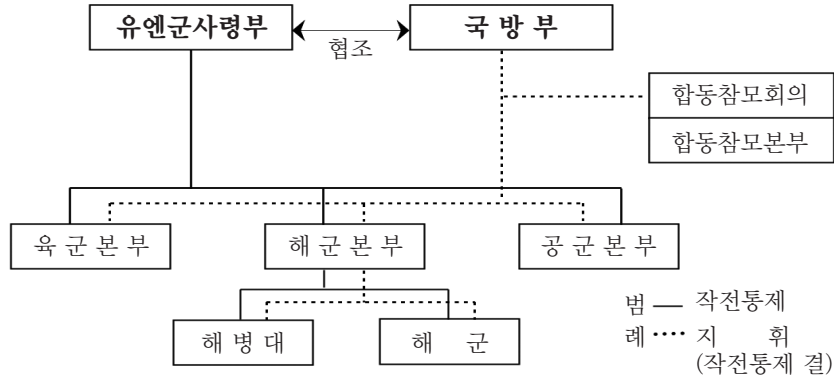 유엔군사령부
국 방 부
협조
합동참모회의
합동참모본부
육 군 본 부
해 군 본 부
공 군 본 부
해 병 대
해 군
범 작전통제
례 지 휘
(작전통제 결)